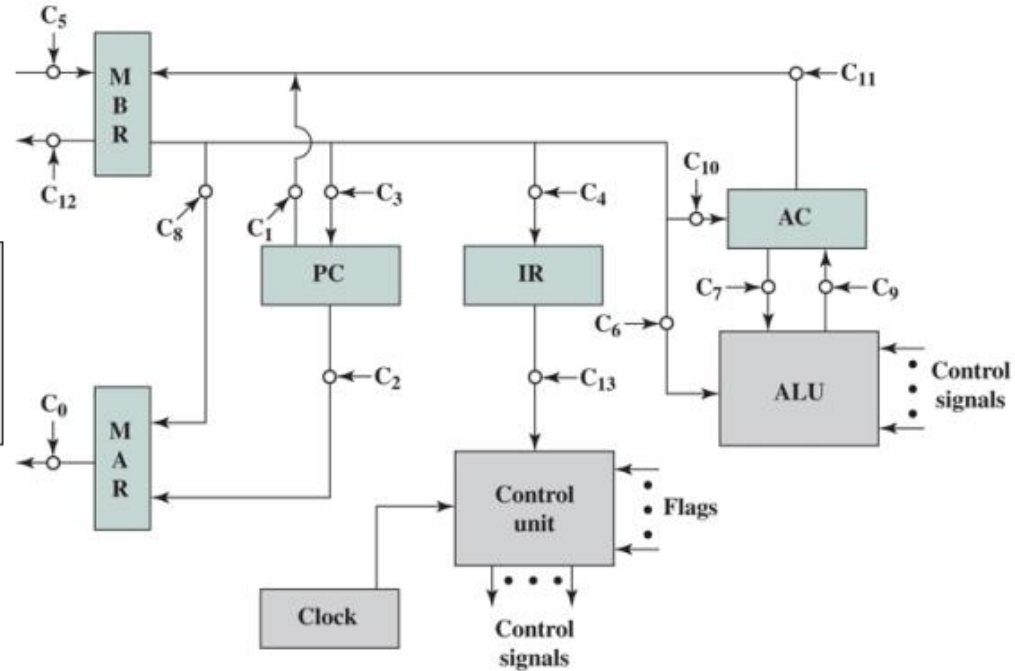 C5
M
B
R
C11
C12
C10
C8
C1
C3
C4
AC
PC
IR
C7
C9
C6
C2
C13
Control
signals
ALU
C0
M
A
R
Control
unit
Flags
Clock
Control
signals